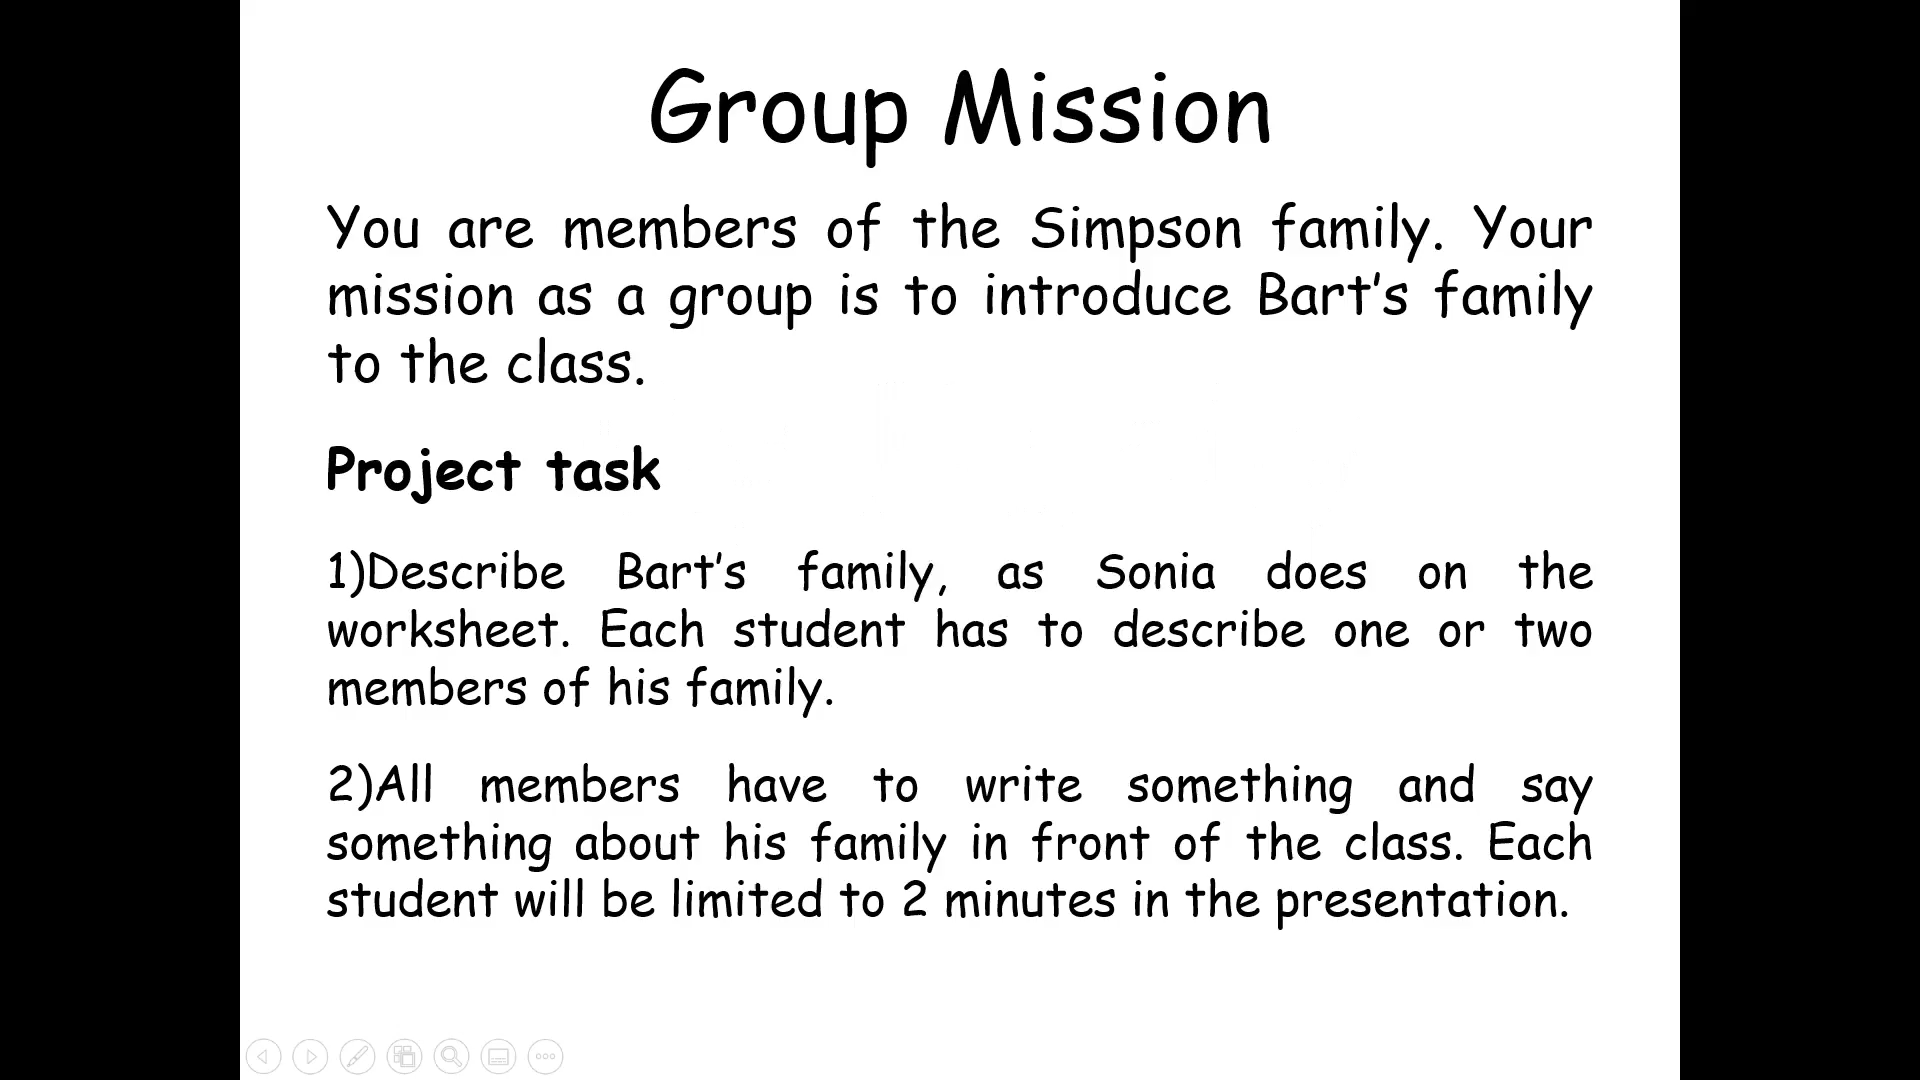 Group Mission
You are members of the Simpson family. Your
mission as a group is to introduce Bart’s family
to the class.
Project task
1)Describe Bart’s family, as Sonia does on the
worksheet. Each student has to describe one or two
members of his family.
2)All members have to write something and say
something about his family in front of the class. Each
student will be limited to 2 minutes in the presentation.